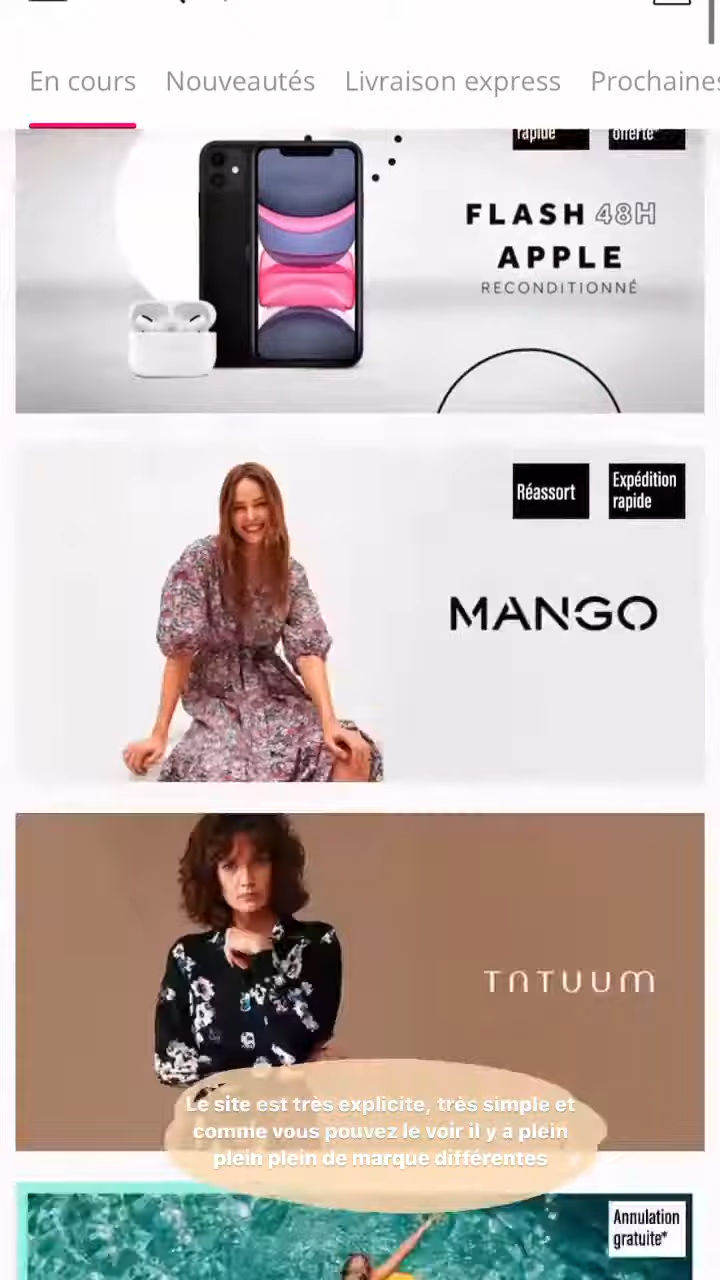 En cours Nouveautés Livraison express Prochaines
rapide offerte*
FLASH 48H
APPLE
RECONDITIONNÉ
Réassort
Expédition
rapide
MANGO
TATUUM
Le site est très explicite, très simple et
comme vous pouvez le voir il y a plein
plein plein de marque différentes
Annulation
gratuite*